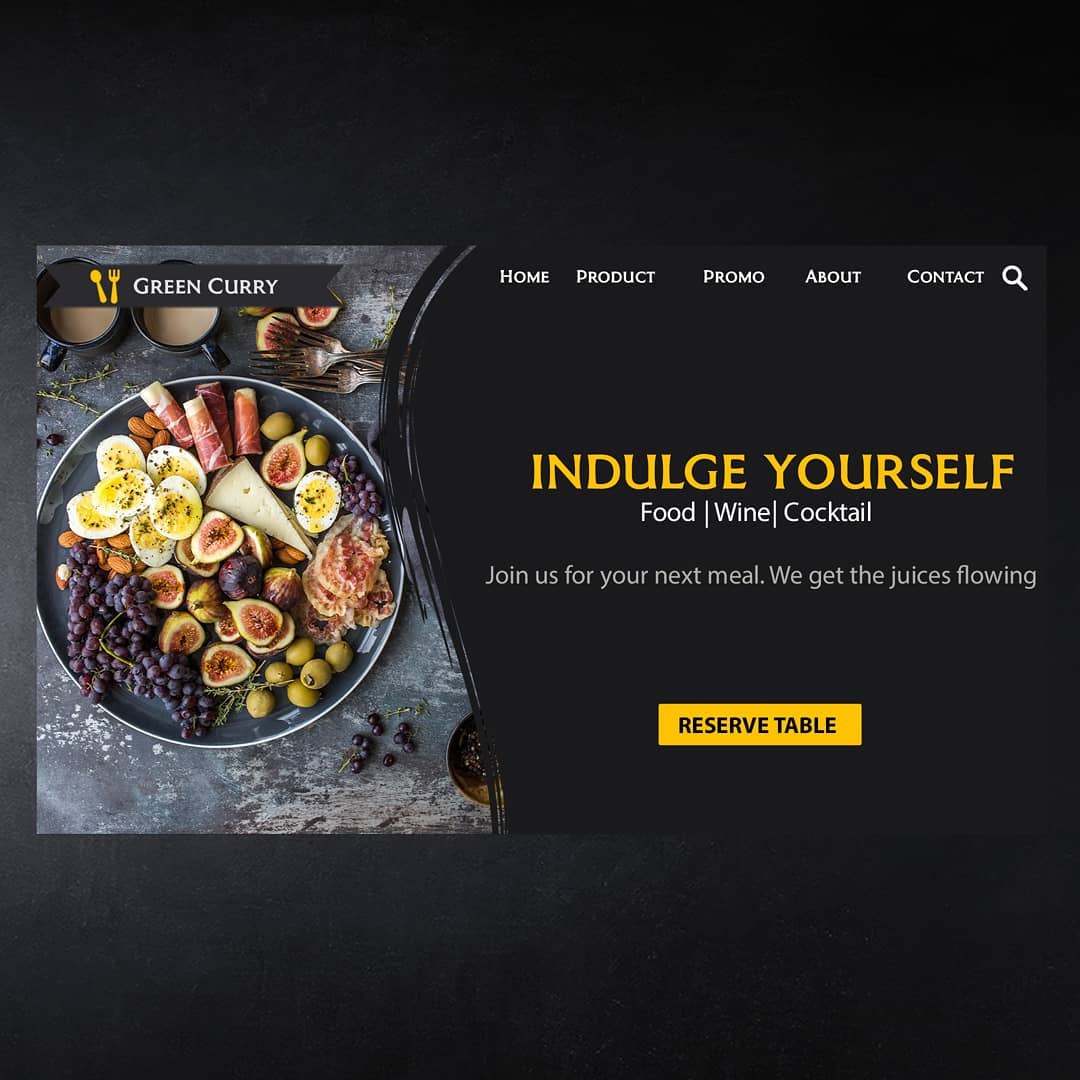 Green Curry
Home Product Promo About Contact
INDULGE YOURSELF
Food |Wine| Cocktail
Join us for your next meal. We get the juices flowing
RESERVE TABLE